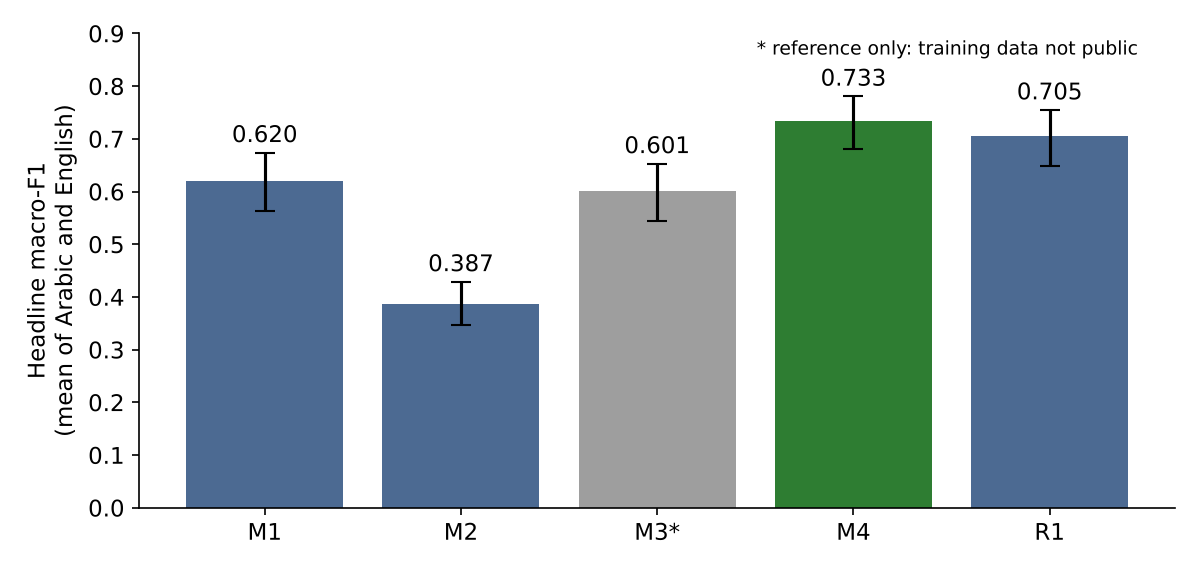 Headline macro-F1
(mean of Arabic and English)
0.9
0.8
0.7
0.6
0.5
0.4
0.3
0.2
0.1
0.0
* reference only: training data not public
0.620
0.387
0.601
0.733
0.705
M1
M2
M3*
M4
R1